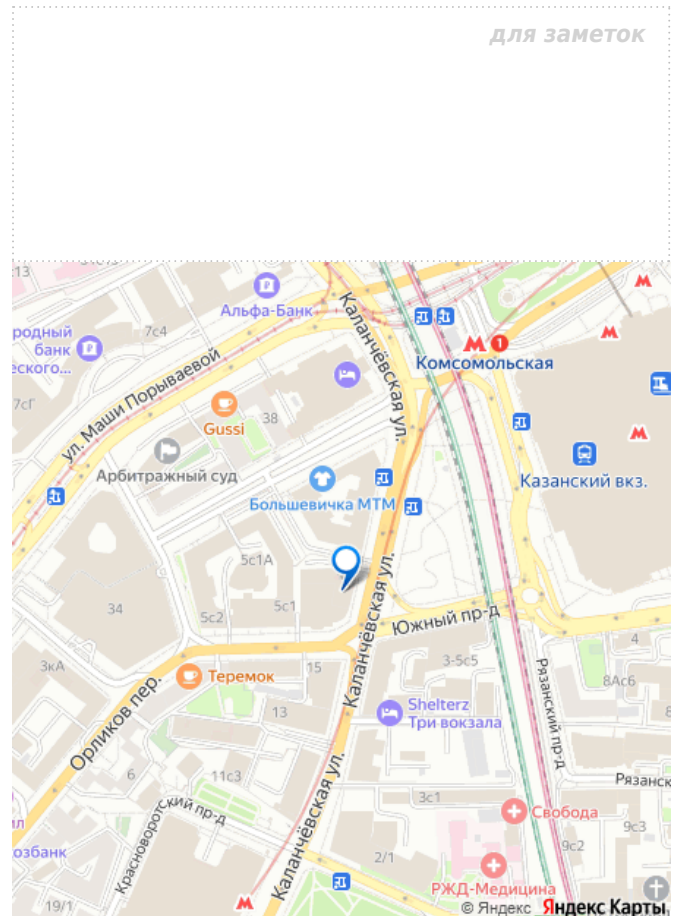 для заметок
Альфа-Банк
Каланчёвская ул.
7с4
родный
банк
еского...
1
Комсомольская
ул. Маши Порываевой
7сГ
38
Gussi
Арбитражный суд
Казанский вкз.
Большевичка МТМ
5с1А
34
5с2
5с1
Каланчёвская ул.
Южный пр-д
4
3кА
15
3-5с5
Теремок
8Ас6
Рязанский пр-д
Shelterz
Три вокзала
13
Орликов пер.
6
11с3
Рязанск
3с1
Свобода
Красноворотский пр-д
9с3
9с2
озбанк
2/1
Каланчёвская ул.
РЖД-Медицина
19/1
© Яндекс Яндекс Карты